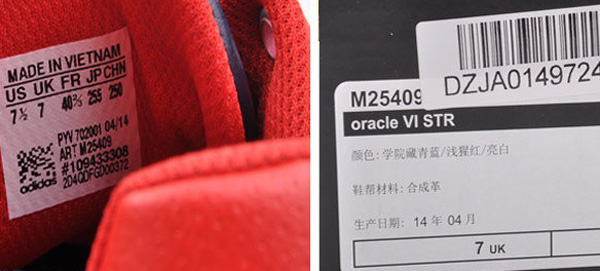 MADE IN VIETNAM
US UK FR JP CHN
7½ 7 40⅔ 255 250
PYV 702001 04/14
ART M25409
#109433308
adidas 204QDFGD00372
DZJA0149724
M25409
oracle VI STR
颜色: 学院藏青蓝/浅猩红/亮白
鞋帮材料: 合成革
生产日期: 14 年 04 月
7 UK